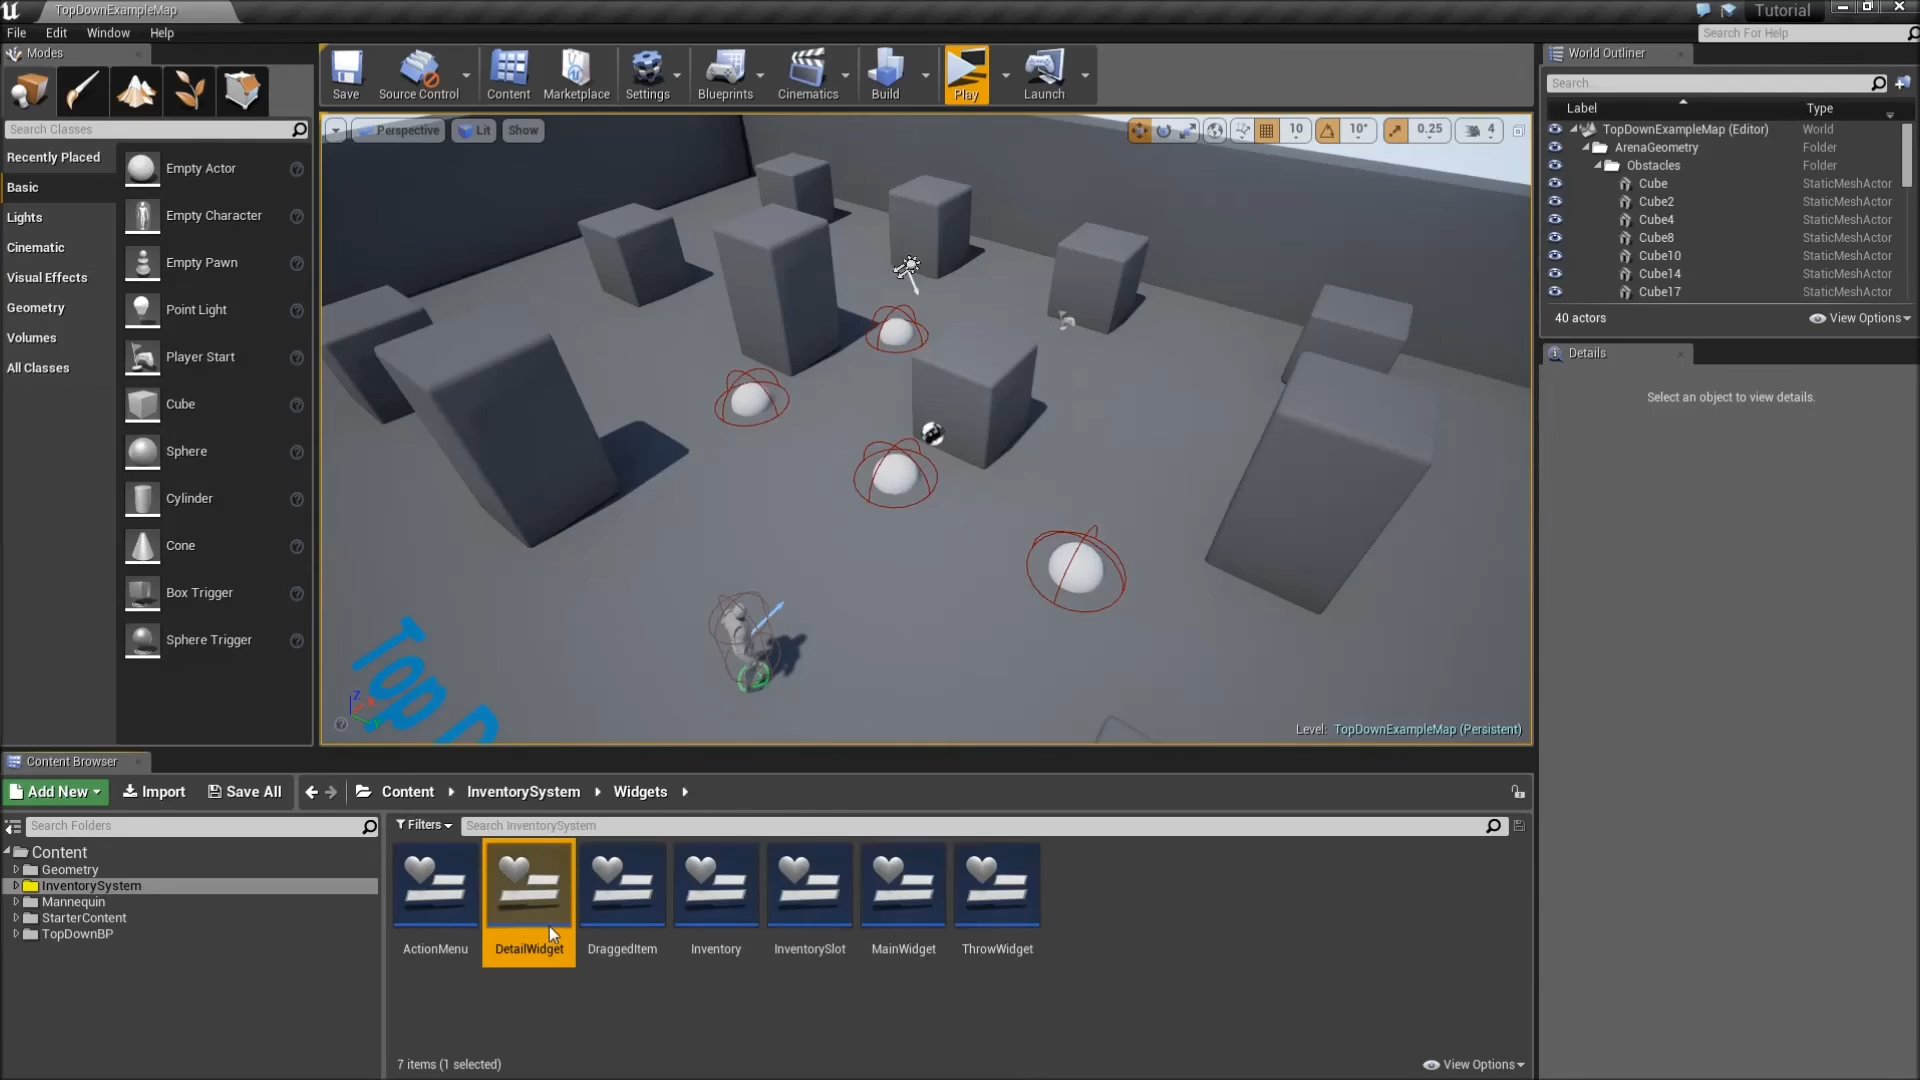 TopDownExampleMap
Tutorial
File Edit Window Help
Search For Help
Modes
Search Classes
Recently Placed
Basic
Lights
Cinematic
Visual Effects
Geometry
Volumes
All Classes
Empty Actor
Empty Character
Empty Pawn
Point Light
Player Start
Cube
Sphere
Cylinder
Cone
Box Trigger
Sphere Trigger
Save
Source Control
Content
Marketplace
Settings
Blueprints
Cinematics
Build
Play
Launch
Perspective
Lit
Show
10
10°
0.25
4
Top D
Z
Level: TopDownExampleMap (Persistent)
World Outliner
Search...
Label Type
TopDownExampleMap (Editor) World
ArenaGeometry Folder
Obstacles Folder
Cube StaticMeshActor
Cube2 StaticMeshActor
Cube4 StaticMeshActor
Cube8 StaticMeshActor
Cube10 StaticMeshActor
Cube14 StaticMeshActor
Cube17 StaticMeshActor
40 actors
View Options
Details
Select an object to view details.
Content Browser
Add New
Import
Save All
Content
InventorySystem
Widgets
Search Folders
Content
Geometry
InventorySystem
Mannequin
StarterContent
TopDownBP
Filters
Search InventorySystem
ActionMenu
DetailWidget
DraggedItem
Inventory
InventorySlot
MainWidget
ThrowWidget
7 items (1 selected)
View Options